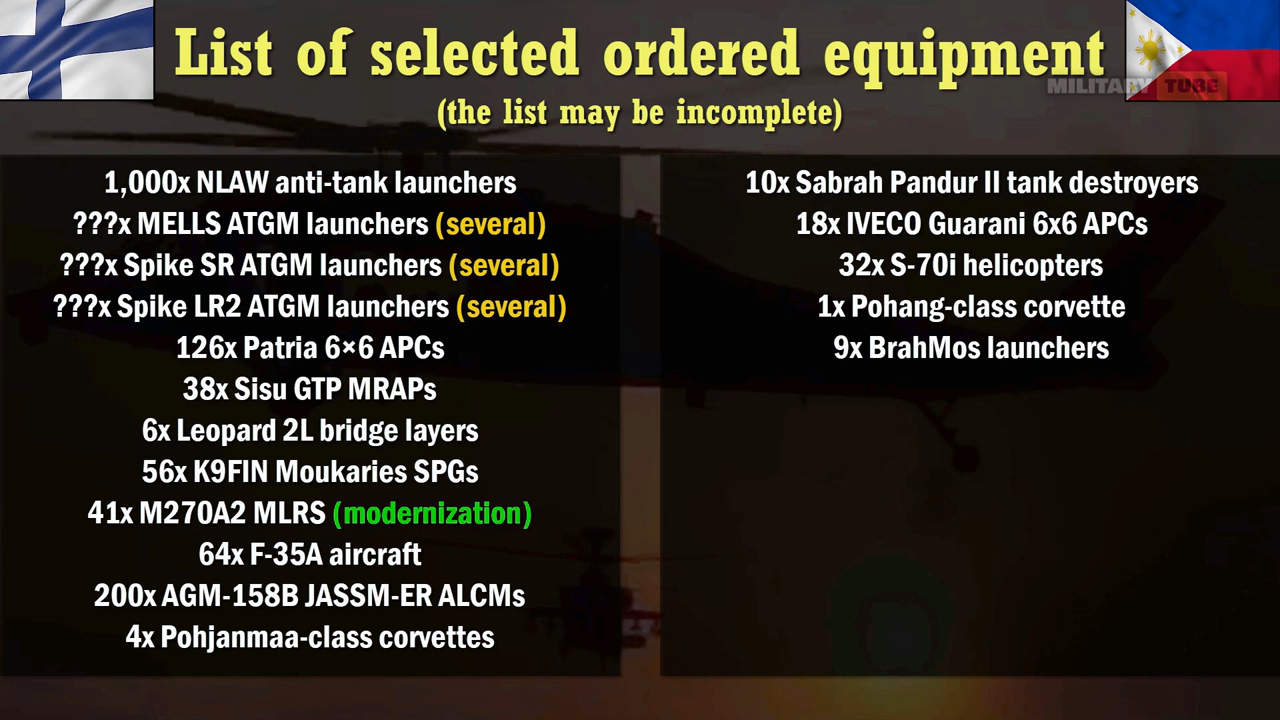 List of selected ordered equipment
(the list may be incomplete)
MILITARY TUBE
1,000x NLAW anti-tank launchers
???x MELLS ATGM launchers (several)
???x Spike SR ATGM launchers (several)
???x Spike LR2 ATGM launchers (several)
126x Patria 6×6 APCs
38x Sisu GTP MRAPs
6x Leopard 2L bridge layers
56x K9FIN Moukaries SPGs
41x M270A2 MLRS (modernization)
64x F-35A aircraft
200x AGM-158B JASSM-ER ALCMs
4x Pohjanmaa-class corvettes
10x Sabrah Pandur II tank destroyers
18x IVECO Guarani 6x6 APCs
32x S-70i helicopters
1x Pohang-class corvette
9x BrahMos launchers